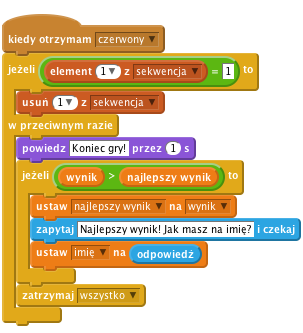 kiedy otrzymam czerwony
jeżeli element 1 z sekwencja = 1 to
usuń 1 z sekwencja
w przeciwnym razie
powiedz Koniec gry! przez 1 s
jeżeli wynik > najlepszy wynik to
ustaw najlepszy wynik na wynik
zapytaj Najlepszy wynik! Jak masz na imię? i czekaj
ustaw imię na odpowiedź
zatrzymaj wszystko